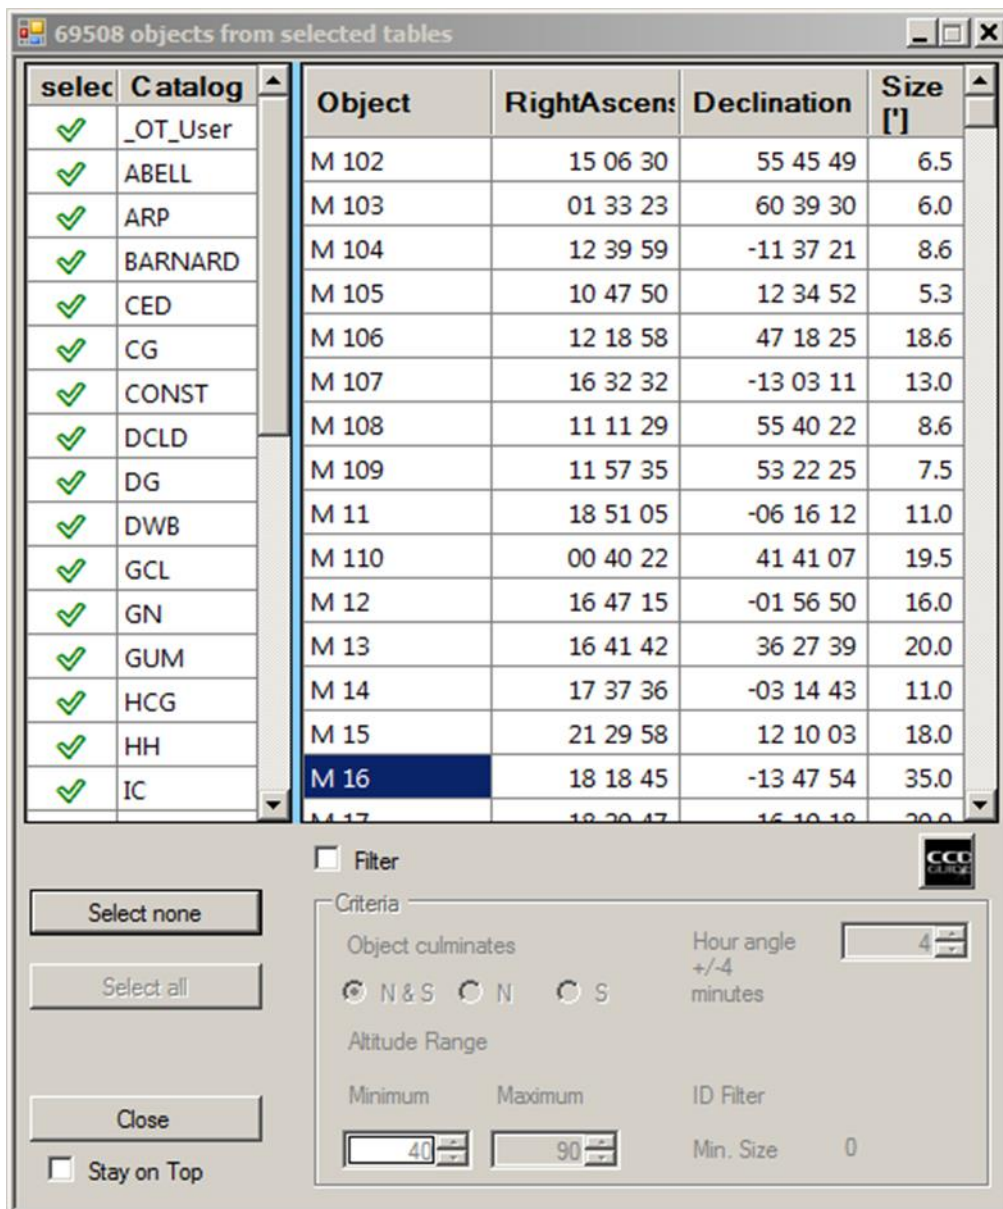 69508 objects from selected tables
selec Catalog
_OT_User
ABELL
ARP
BARNARD
CED
CG
CONST
DCLD
DG
DWB
GCL
GN
GUM
HCG
HH
IC
Object RightAscens Declination Size [']
M 102 15 06 30 55 45 49 6.5
M 103 01 33 23 60 39 30 6.0
M 104 12 39 59 -11 37 21 8.6
M 105 10 47 50 12 34 52 5.3
M 106 12 18 58 47 18 25 18.6
M 107 16 32 32 -13 03 11 13.0
M 108 11 11 29 55 40 22 8.6
M 109 11 57 35 53 22 25 7.5
M 11 18 51 05 -06 16 12 11.0
M 110 00 40 22 41 41 07 19.5
M 12 16 47 15 -01 56 50 16.0
M 13 16 41 42 36 27 39 20.0
M 14 17 37 36 -03 14 43 11.0
M 15 21 29 58 12 10 03 18.0
M 16 18 18 45 -13 47 54 35.0
Select none
Select all
Close
Stay on Top
Filter
CCD
GUIDE
Criteria
Object culminates
N & S N S
Hour angle 4
+/-4
minutes
Altitude Range
Minimum Maximum ID Filter
40 90 Min. Size 0